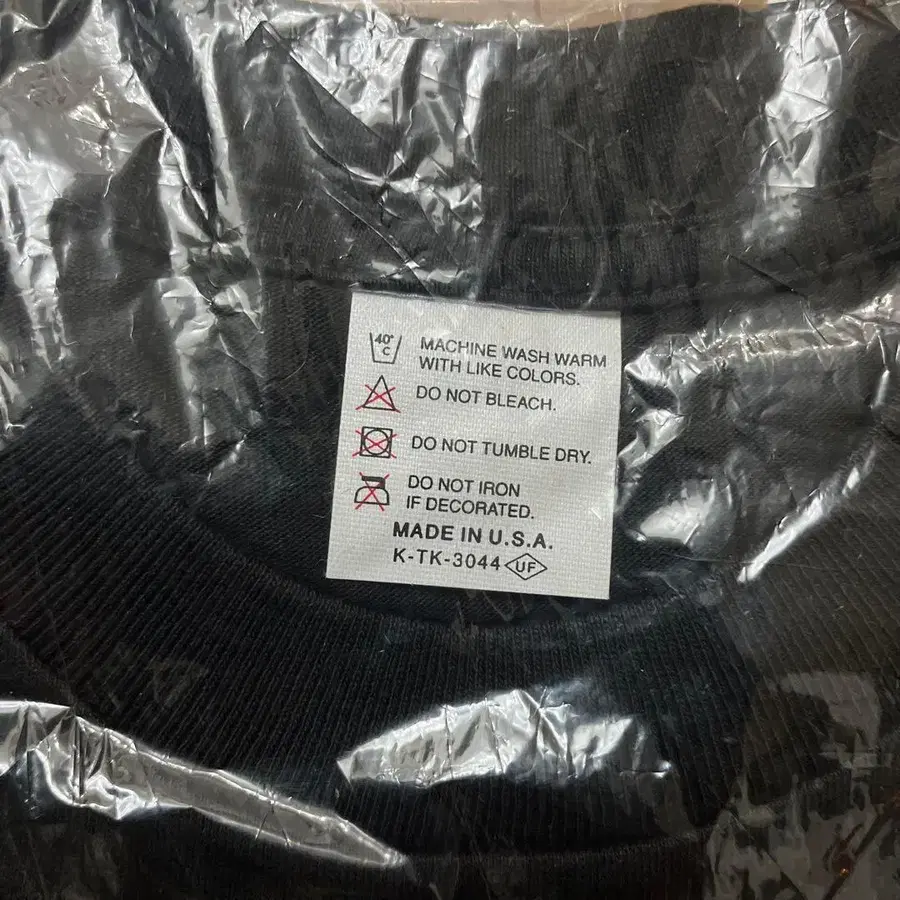 40°
C
MACHINE WASH WARM
WITH LIKE COLORS.
DO NOT BLEACH.
DO NOT TUMBLE DRY.
DO NOT IRON
IF DECORATED.
MADE IN U.S.A.
K-TK-3044 UF